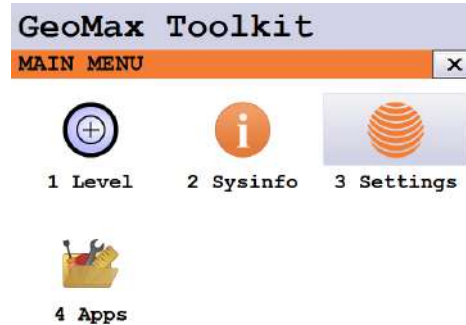 GeoMax Toolkit
MAIN MENU
1 Level 2 Sysinfo 3 Settings
4 Apps